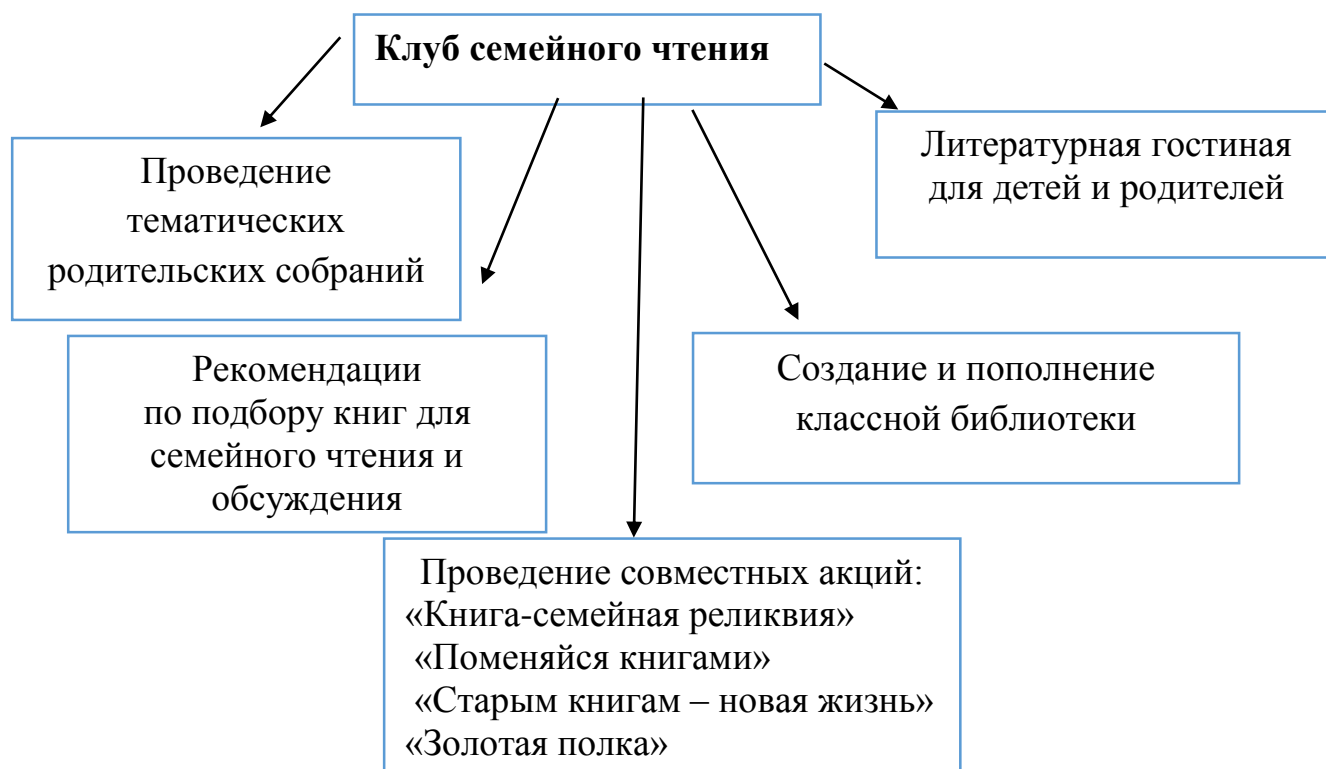 Клуб семейного чтения
Проведение
тематических
родительских собраний
Литературная гостиная
для детей и родителей
Рекомендации
по подбору книг для
семейного чтения и
обсуждения
Создание и пополнение
классной библиотеки
Проведение совместных акций:
«Книга-семейная реликвия»
«Поменяйся книгами»
«Старым книгам – новая жизнь»
«Золотая полка»